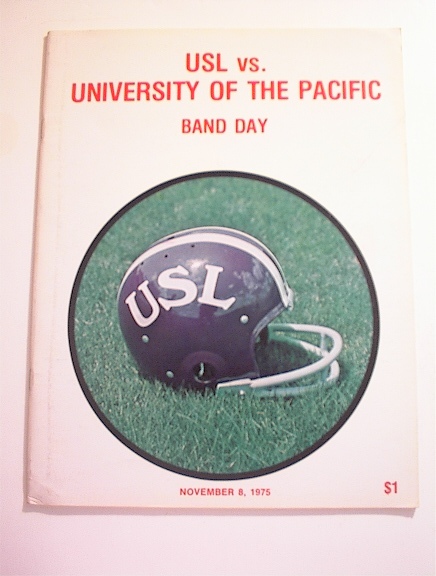 USL vs.
UNIVERSITY OF THE PACIFIC
BAND DAY
USL
NOVEMBER 8, 1975
$1